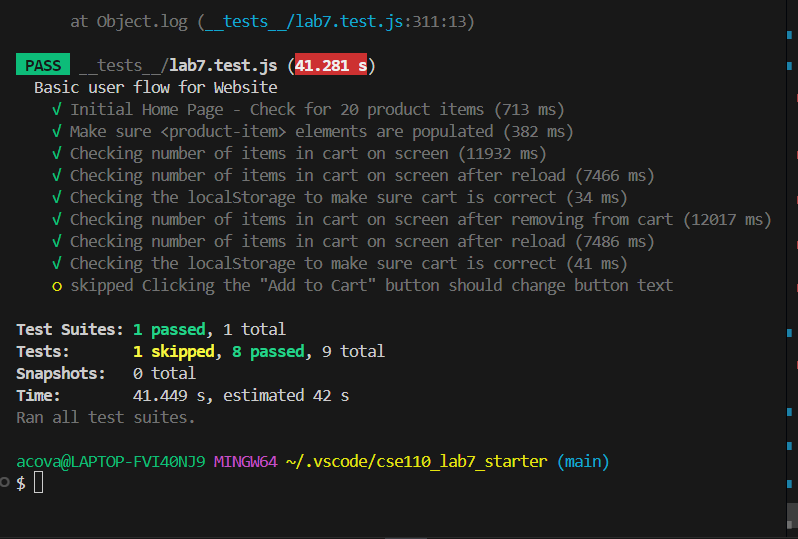 at Object.log (__tests__/lab7.test.js:311:13)
PASS __tests__/lab7.test.js (41.281 s)
Basic user flow for Website
√ Initial Home Page - Check for 20 product items (713 ms)
√ Make sure <product-item> elements are populated (382 ms)
√ Checking number of items in cart on screen (11932 ms)
√ Checking number of items in cart on screen after reload (7466 ms)
√ Checking the localStorage to make sure cart is correct (34 ms)
√ Checking number of items in cart on screen after removing from cart (12017 ms)
√ Checking number of items in cart on screen after reload (7486 ms)
√ Checking the localStorage to make sure cart is correct (41 ms)
○ skipped Clicking the "Add to Cart" button should change button text
Test Suites: 1 passed, 1 total
Tests: 1 skipped, 8 passed, 9 total
Snapshots: 0 total
Time: 41.449 s, estimated 42 s
Ran all test suites.
acova@LAPTOP-FVI40NJ9 MINGW64 ~/.vscode/cse110_lab7_starter (main)
$